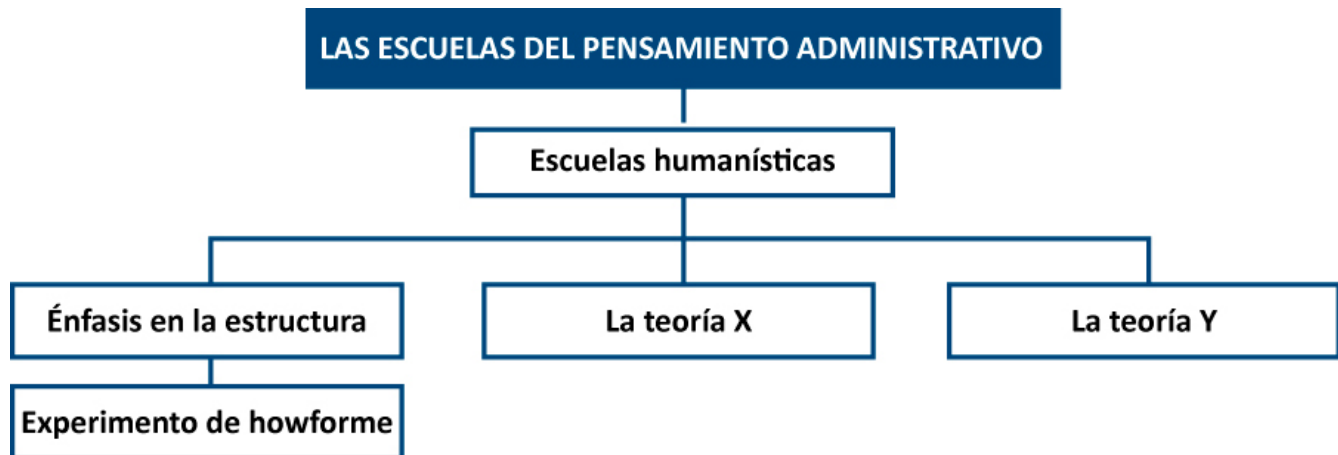 LAS ESCUELAS DEL PENSAMIENTO ADMINISTRATIVO
Escuelas humanísticas
Énfasis en la estructura
La teoría X
La teoría Y
Experimento de howforme